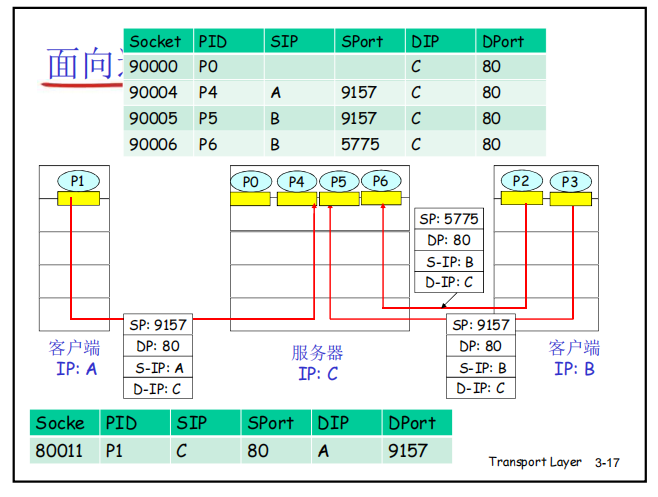 Socket PID SIP SPort DIP DPort
90000 P0 C 80
90004 P4 A 9157 C 80
90005 P5 B 9157 C 80
90006 P6 B 5775 C 80
面向
P1
P0 P4 P5 P6
P2 P3
SP: 5775
DP: 80
S-IP: B
D-IP: C
SP: 9157
DP: 80
S-IP: A
D-IP: C
SP: 9157
DP: 80
S-IP: B
D-IP: C
客户端
IP: A
服务器
IP: C
客户端
IP: B
Socke PID SIP SPort DIP DPort
80011 P1 C 80 A 9157
Transport Layer 3-17